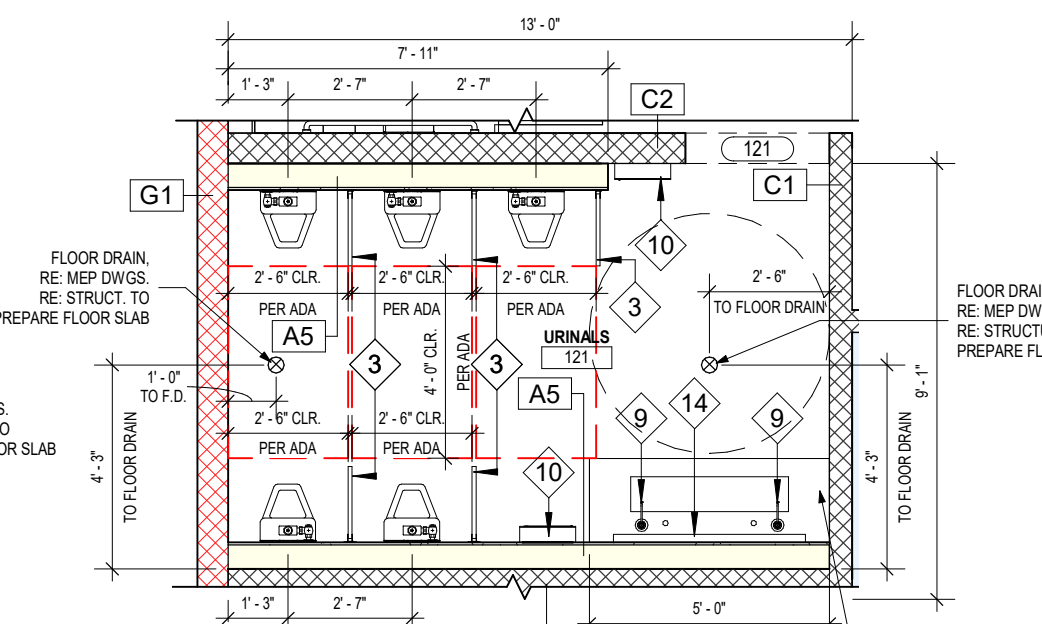 13' - 0"
7' - 11"
1' - 3"
2' - 7"
2' - 7"
C2
121
C1
G1
10
FLOOR DRAIN,
RE: MEP DWGS.
RE: STRUCT. TO
PREPARE FLOOR SLAB
2' - 6" CLR.
2' - 6" CLR.
2' - 6" CLR.
PER ADA
PER ADA
PER ADA
2' - 6"
TO FLOOR DRAIN
3
FLOOR DRAI
RE: MEP DW
RE: STRUCTU
PREPARE FL
A5
URINALS
121
3
3
4' - 0" CLR.
PER ADA
1' - 0"
TO F.D.
A5
9
14
9
9' - 1"
S.
O
OOR SLAB
2' - 6" CLR.
2' - 6" CLR.
PER ADA
PER ADA
4' - 3"
TO FLOOR DRAIN
10
4' - 3"
TO FLOOR DRAIN
1' - 3"
2' - 7"
5' - 0"